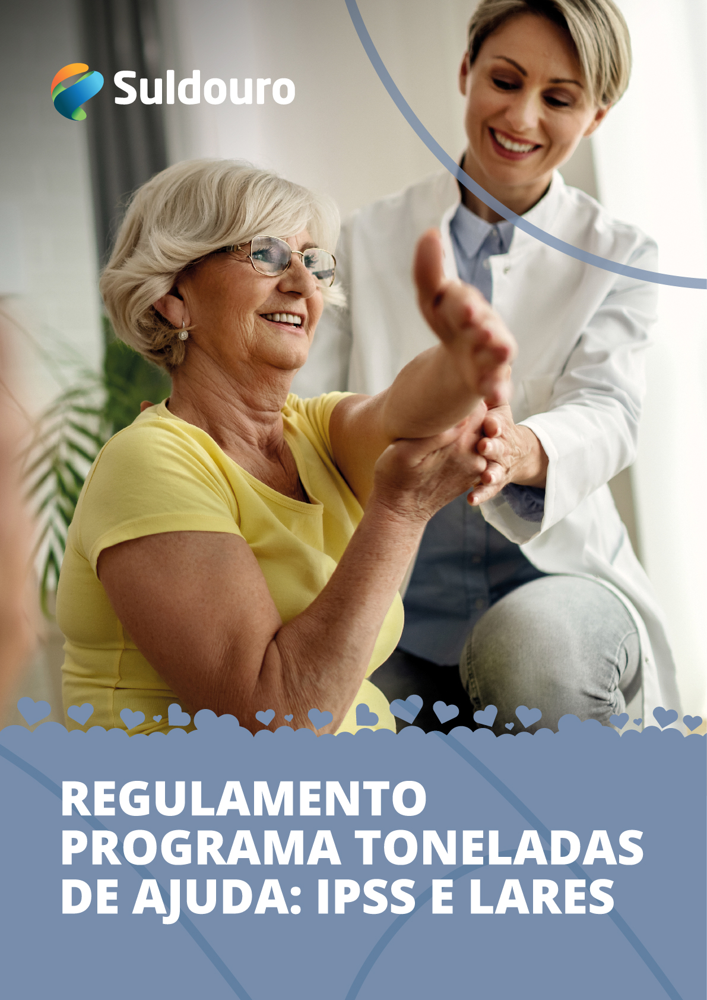 Suldouro
REGULAMENTO
PROGRAMA TONELADAS
DE AJUDA: IPSS E LARES